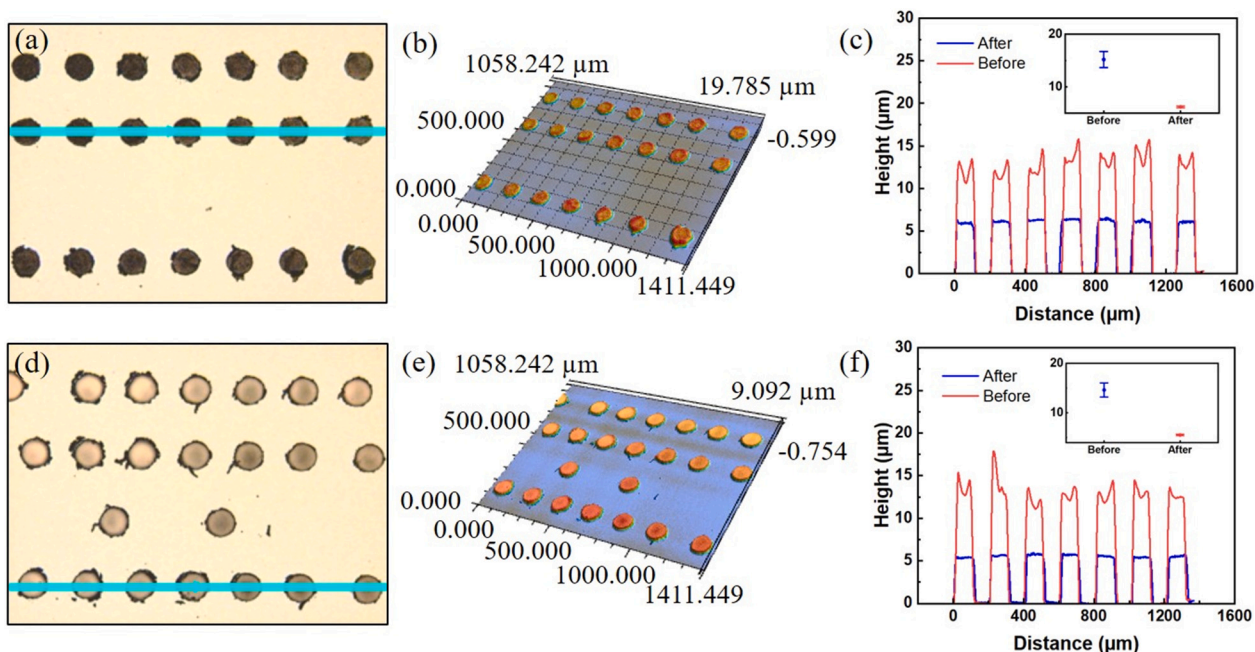 (a)
(b)
1058.242 µm
19.785 µm
500.000
-0.599
0.000
0.000
500.000
1000.000
1411.449
(c)
30
25
20
15
10
5
0
Height (µm)
After
Before
20
10
Before After
0 400 800 1200 1600
Distance (µm)
(d)
(e)
1058.242 µm
9.092 µm
500.000
-0.754
0.000
0.000
500.000
1000.000
1411.449
(f)
30
25
20
15
10
5
0
Height (µm)
After
Before
20
10
Before After
0 400 800 1200 1600
Distance (µm)